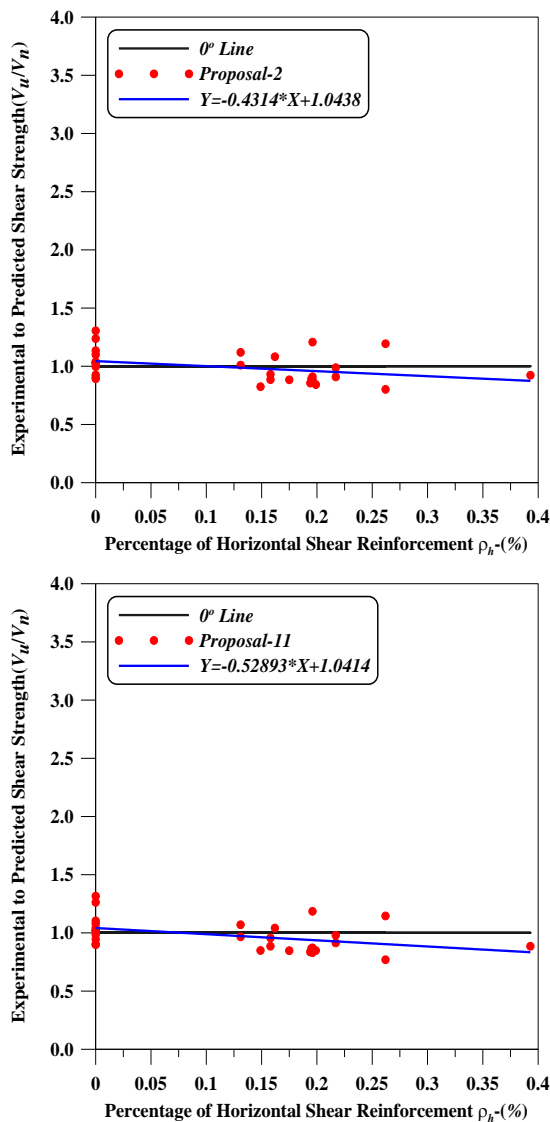 4.0
3.5
3.0
2.5
2.0
1.5
1.0
0.5
0.0
Experimental to Predicted Shear Strength(Vu/Vn)
0º Line
Proposal-2
Y=-0.4314*X+1.0438
0 0.05 0.1 0.15 0.2 0.25 0.3 0.35 0.4
Percentage of Horizontal Shear Reinforcement ρh-(%)
4.0
3.5
3.0
2.5
2.0
1.5
1.0
0.5
0.0
Experimental to Predicted Shear Strength(Vu/Vn)
0º Line
Proposal-11
Y=-0.52893*X+1.0414
0 0.05 0.1 0.15 0.2 0.25 0.3 0.35 0.4
Percentage of Horizontal Shear Reinforcement ρh-(%)